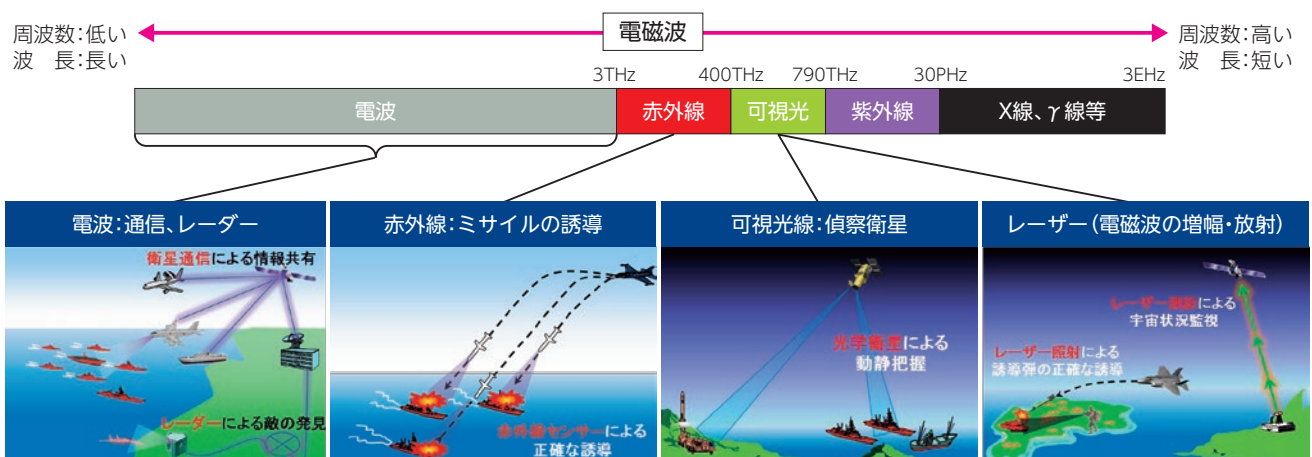 電磁波
周波数：低い
波　長：長い
周波数：高い
波　長：短い
3THz 400THz 790THz 30PHz 3EHz
電波 赤外線 可視光 紫外線 X線、γ線等
電波：通信、レーダー
衛星通信による情報共有
レーダーによる敵の発見
赤外線：ミサイルの誘導
赤外線センサーによる
正確な誘導
可視光線：偵察衛星
光学衛星による
動静把握
レーザー（電磁波の増幅・放射）
レーザー測距による
宇宙状況監視
レーザー照射による
誘導弾の正確な誘導